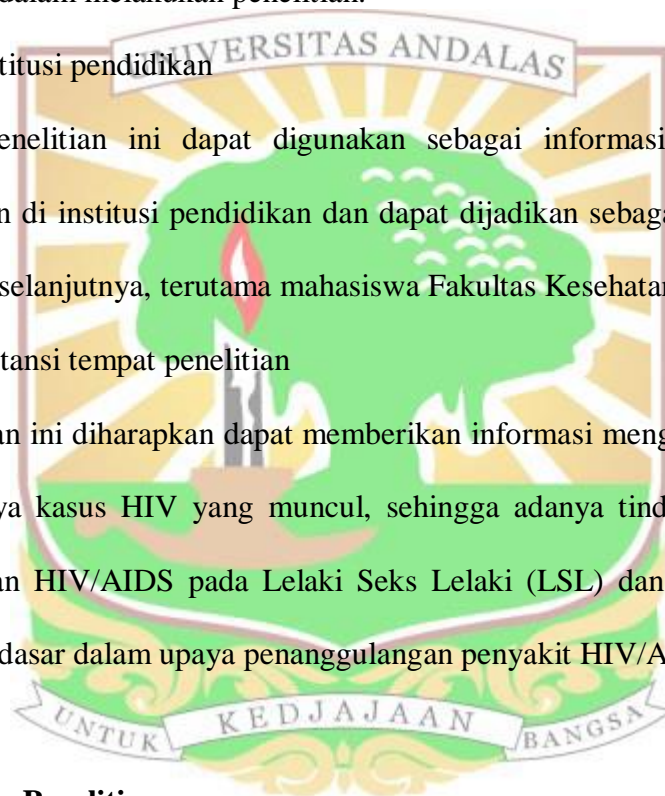 dalam melakukan penelitian.
UNIVERSITAS ANDALAS
titusi pendidikan
enelitian ini dapat digunakan sebagai informasi
n di institusi pendidikan dan dapat dijadikan sebaga
selanjutnya, terutama mahasiswa Fakultas Kesehatan
tansi tempat penelitian
an ini diharapkan dapat memberikan informasi meng
ya kasus HIV yang muncul, sehingga adanya tind
an HIV/AIDS pada Lelaki Seks Lelaki (LSL) dan
dasar dalam upaya penanggulangan penyakit HIV/A
UNTUK KEDJAJAAN BANGSA